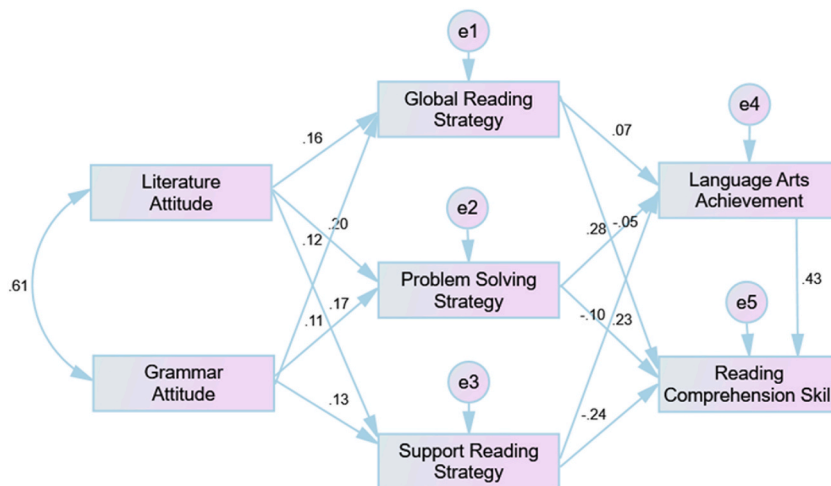 e1
Global Reading
Strategy
e4
.16
.07
Literature
Attitude
Language Arts
Achievement
e2
.12
.20
.28
-.05
Problem Solving
Strategy
.61
.43
.11
.17
-.10
.23
e5
Grammar
Attitude
Reading
Comprehension Skil
e3
.13
-.24
Support Reading
Strategy